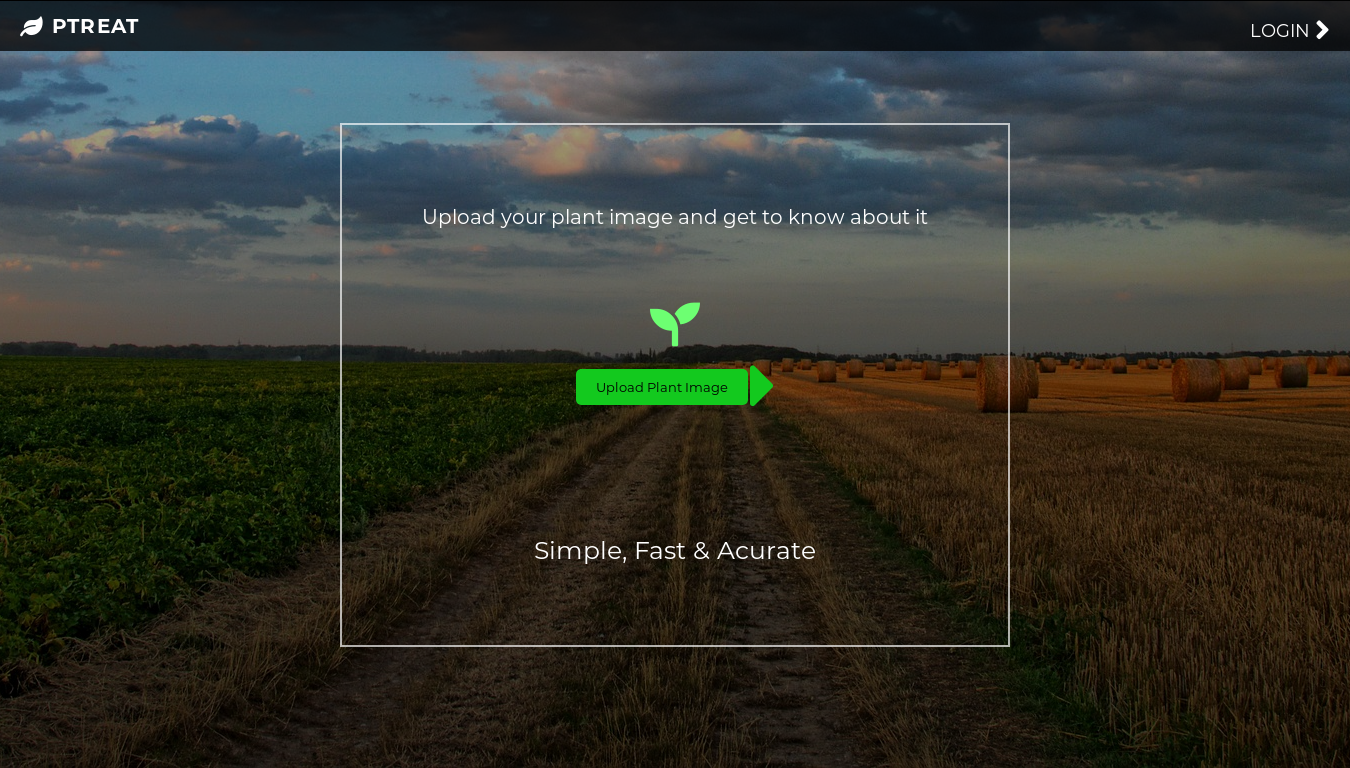 PTREAT
LOGIN
Upload your plant image and get to know about it
Upload Plant Image
Simple, Fast & Acurate